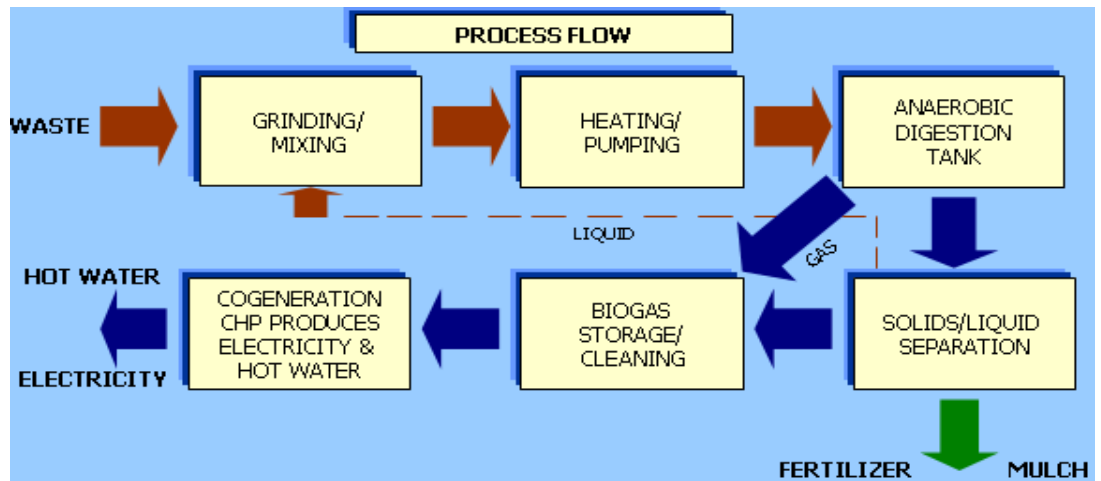 PROCESS FLOW
WASTE
GRINDING/
MIXING
HEATING/
PUMPING
ANAEROBIC
DIGESTION
TANK
LIQUID
GAS
HOT WATER
ELECTRICITY
COGENERATION
CHP PRODUCES
ELECTRICITY &
HOT WATER
BIOGAS
STORAGE/
CLEANING
SOLIDS/LIQUID
SEPARATION
FERTILIZER
MULCH